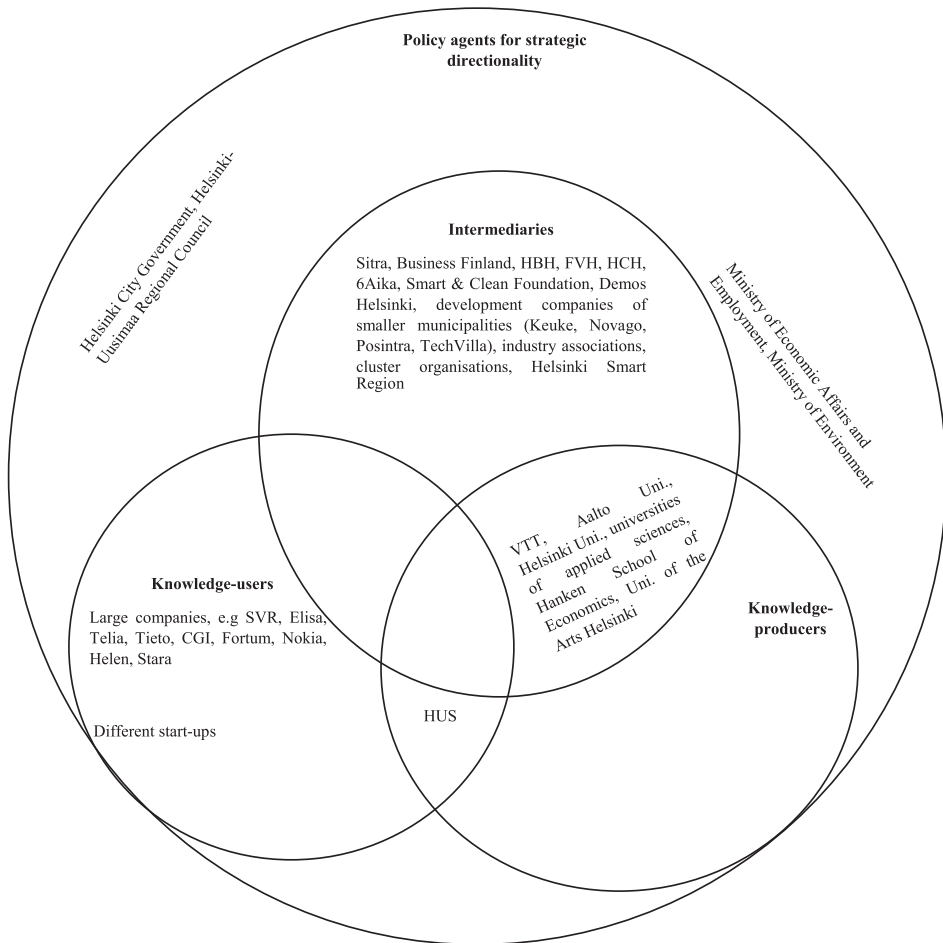 Policy agents for strategic
directionality
Helsinki City Government, Helsinki-
Uusimaa Regional Council
Intermediaries
Sitra, Business Finland, HBH, FVH, HCH,
6Aika, Smart & Clean Foundation, Demos
Helsinki, development companies of
smaller municipalities (Keuke, Novago,
Posintra, TechVilla), industry associations,
cluster organisations, Helsinki Smart
Region
Ministry of Economic Affairs and
Employment, Ministry of Environment
VTT, Aalto Uni.,
Helsinki Uni., universities
of applied sciences,
Hanken School of
Economics, Uni. of the
Arts Helsinki
Knowledge-users
Large companies, e.g SVR, Elisa,
Telia, Tieto, CGI, Fortum, Nokia,
Helen, Stara
Different start-ups
Knowledge-
producers
HUS